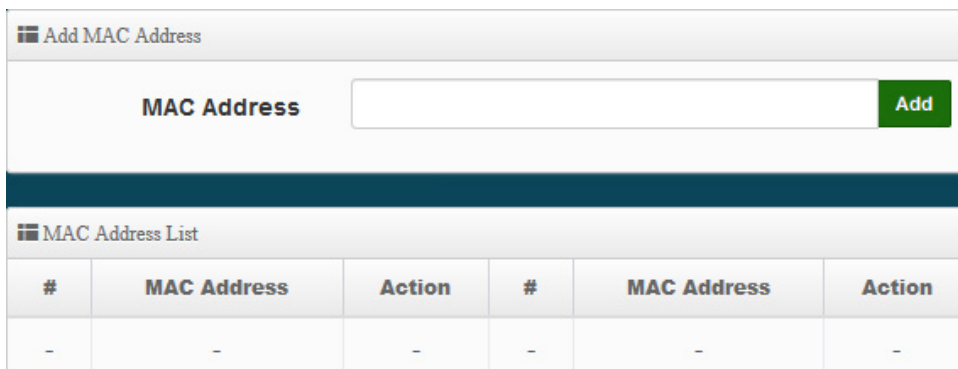 Add MAC Address
MAC Address Add
MAC Address List
# MAC Address Action # MAC Address Action
- - - - - -